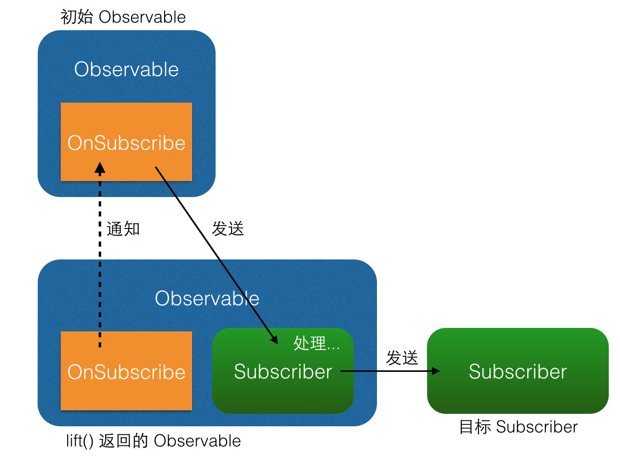 初始 Observable
Observable
OnSubscribe
通知
发送
Observable
处理...
OnSubscribe
Subscriber
发送
Subscriber
lift() 返回的 Observable
目标 Subscriber